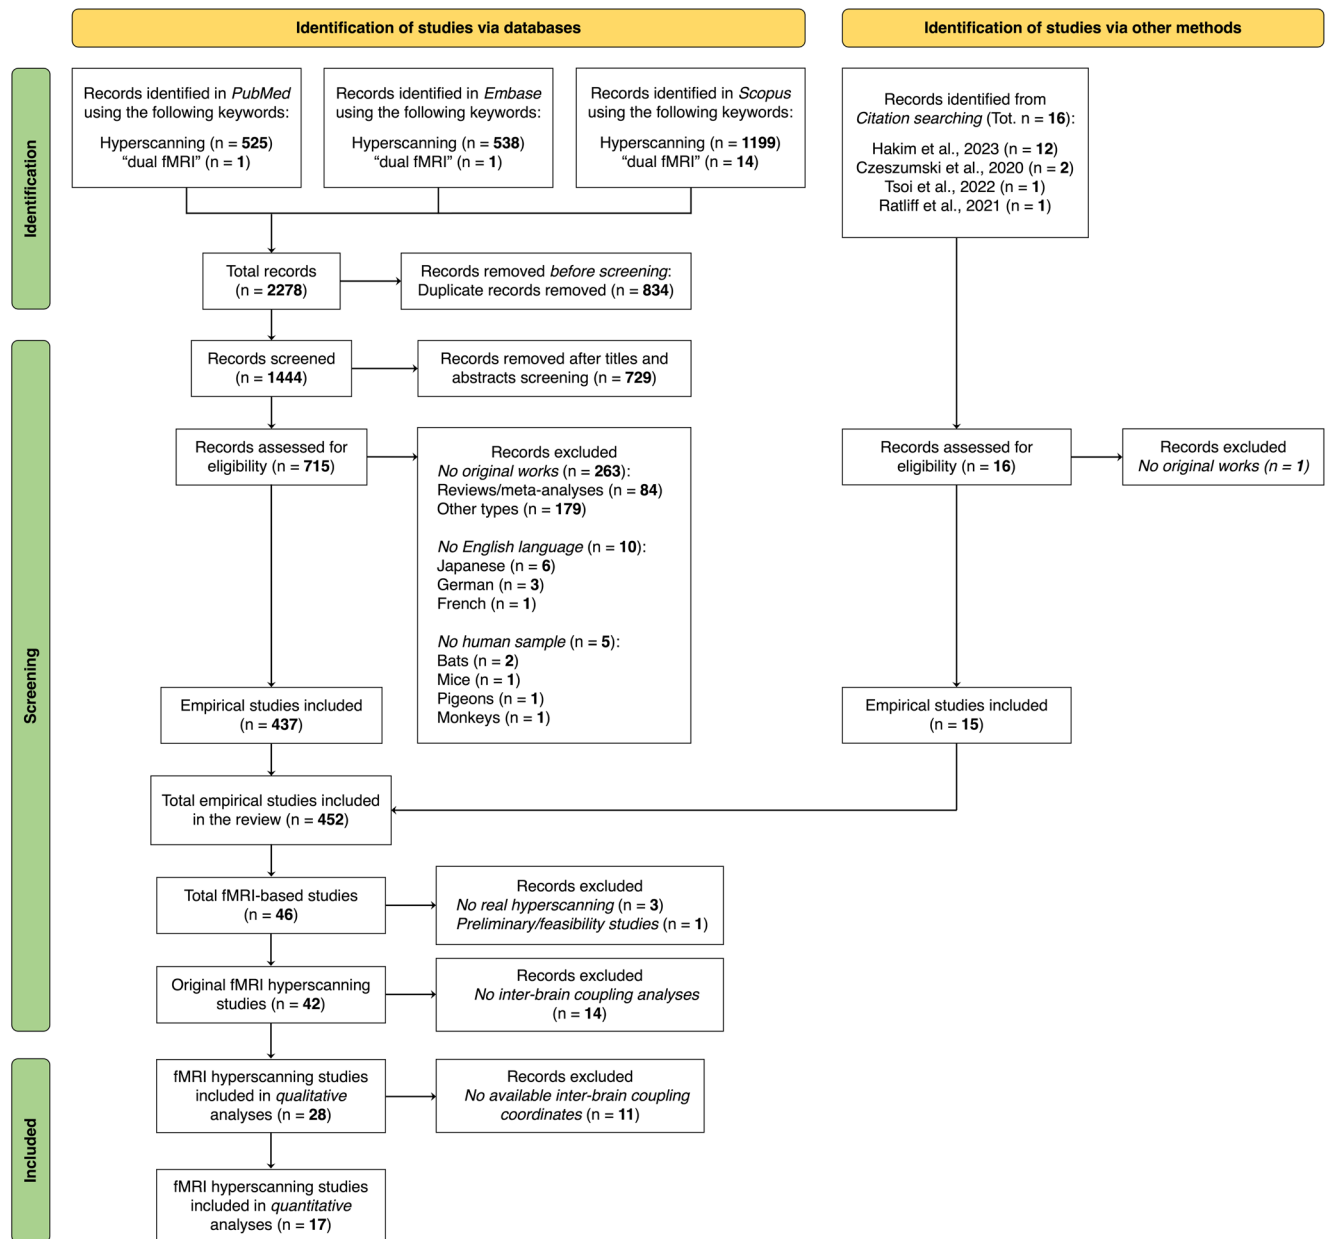 Identification of studies via databases
Identification of studies via other methods
Identification
Records identified in PubMed
using the following keywords:
Hyperscanning (n = 525)
“dual fMRI” (n = 1)
Records identified in Embase
using the following keywords:
Hyperscanning (n = 538)
“dual fMRI” (n = 1)
Records identified in Scopus
using the following keywords:
Hyperscanning (n = 1199)
“dual fMRI” (n = 14)
Records identified from
Citation searching (Tot. n = 16):
Hakim et al., 2023 (n = 12)
Czeszumski et al., 2020 (n = 2)
Tsoi et al., 2022 (n = 1)
Ratliff et al., 2021 (n = 1)
Total records
(n = 2278)
Records removed before screening:
Duplicate records removed (n = 834)
Screening
Records screened
(n = 1444)
Records removed after titles and
abstracts screening (n = 729)
Records assessed for
eligibility (n = 715)
Records excluded
No original works (n = 263):
Reviews/meta-analyses (n = 84)
Other types (n = 179)
No English language (n = 10):
Japanese (n = 6)
German (n = 3)
French (n = 1)
No human sample (n = 5):
Bats (n = 2)
Mice (n = 1)
Pigeons (n = 1)
Monkeys (n = 1)
Records assessed for
eligibility (n = 16)
Records excluded
No original works (n = 1)
Empirical studies included
(n = 437)
Empirical studies included
(n = 15)
Total empirical studies included
in the review (n = 452)
Total fMRI-based studies
(n = 46)
Records excluded
No real hyperscanning (n = 3)
Preliminary/feasibility studies (n = 1)
Original fMRI hyperscanning
studies (n = 42)
Records excluded
No inter-brain coupling analyses
(n = 14)
Included
fMRI hyperscanning studies
included in qualitative
analyses (n = 28)
Records excluded
No available inter-brain coupling
coordinates (n = 11)
fMRI hyperscanning studies
included in quantitative
analyses (n = 17)